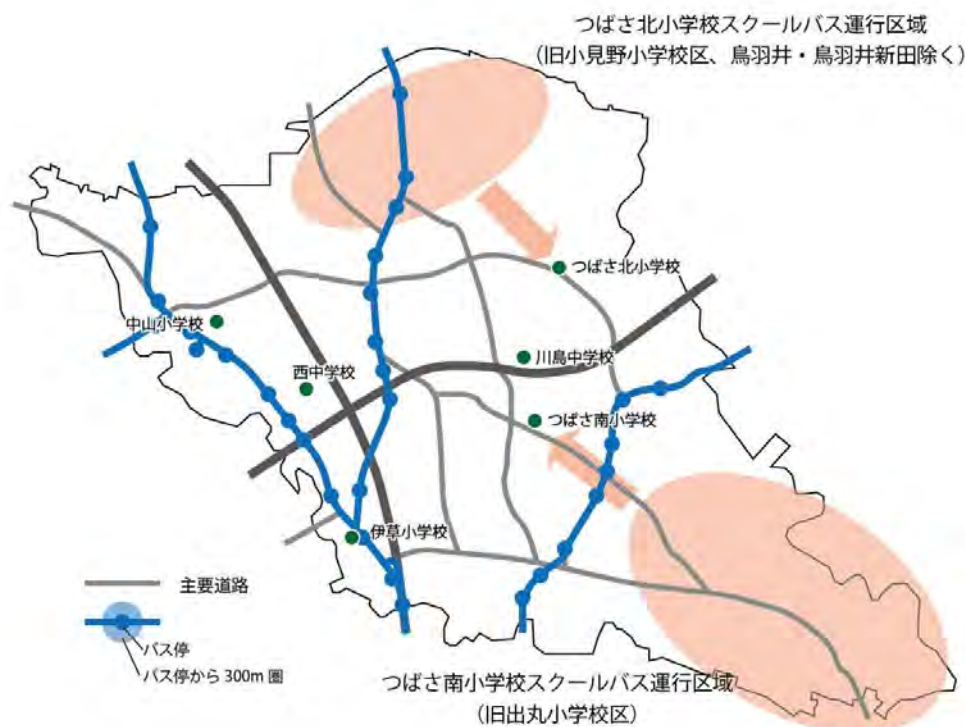 つばさ北小学校スクールバス運行区域
(旧小見野小学校区、鳥羽井・鳥羽井新田除く)
つばさ北小学校
中山小学校
川島中学校
西中学校
つばさ南小学校
伊草小学校
主要道路
バス停
バス停から300m圏
つばさ南小学校スクールバス運行区域
(旧出丸小学校区)